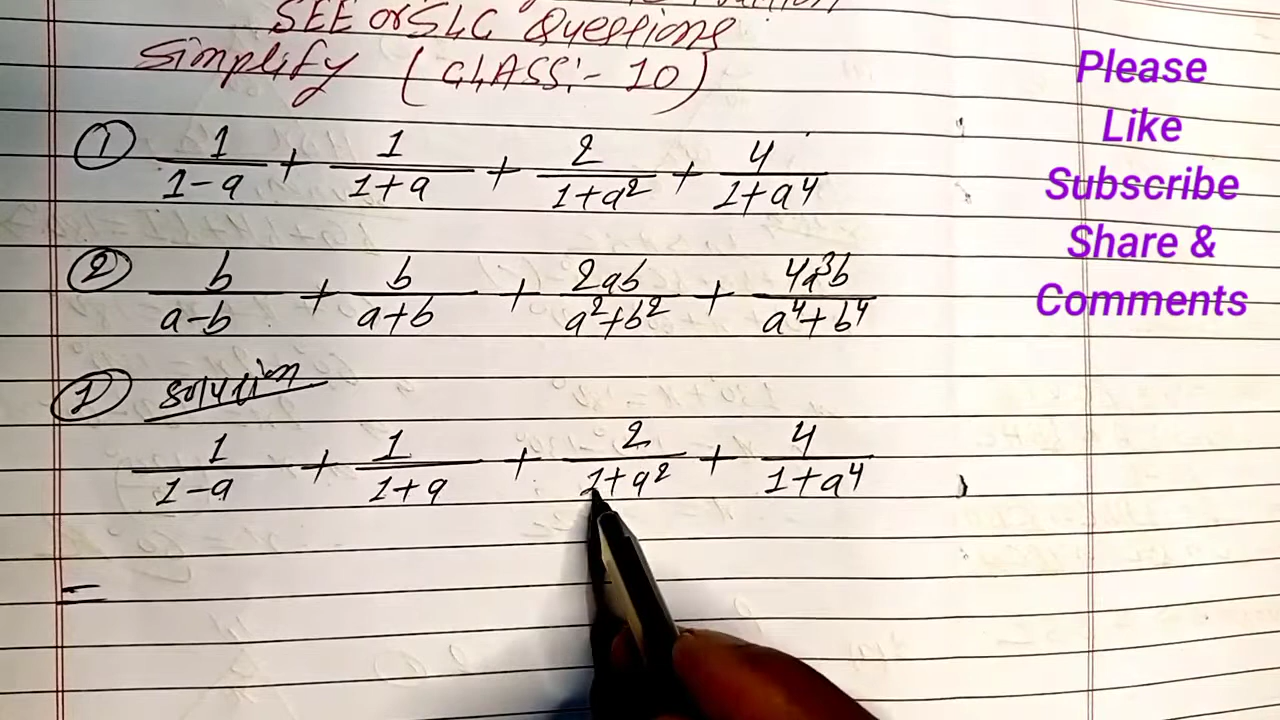 SEE or SLC Questions
Simplify (CLASS:- 10)
① 1/(1-a) + 1/(1+a) + 2/(1+a²) + 4/(1+a⁴)
② b/(a-b) + b/(a+b) + 2ab/(a²+b²) + 4a³b/(a⁴+b⁴)
① solution
1/(1-a) + 1/(1+a) + 2/(1+a²) + 4/(1+a⁴)
=
Please
Like
Subscribe
Share &
Comments